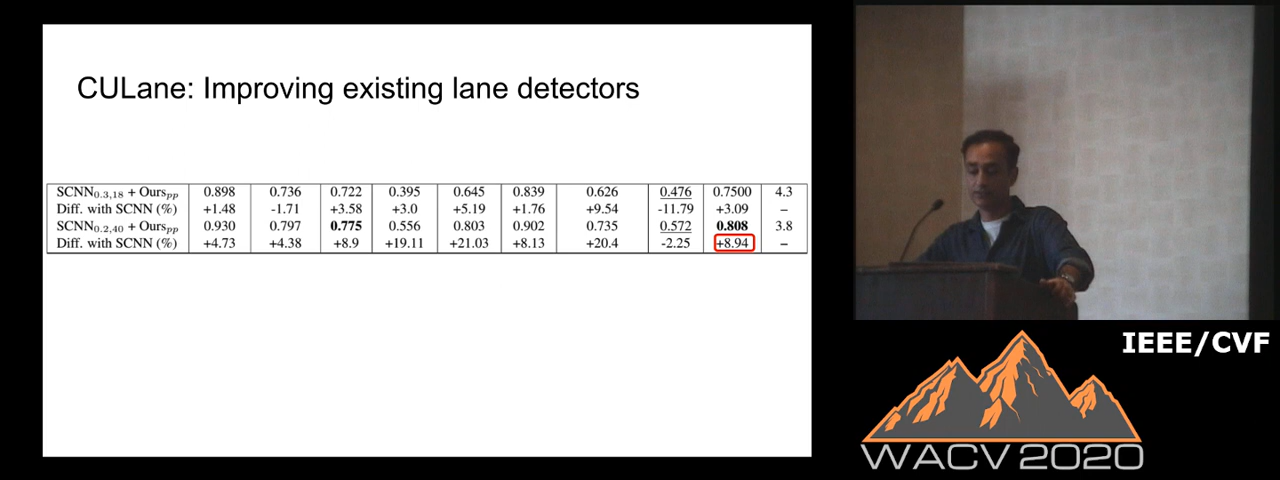 CULane: Improving existing lane detectors
SCNN0.3,18 + Ourspp 0.898 0.736 0.722 0.395 0.645 0.839 0.626 0.476 0.7500 4.3
Diff. with SCNN (%) +1.48 -1.71 +3.58 +3.0 +5.19 +1.76 +9.54 -11.79 +3.09 –
SCNN0.2,40 + Ourspp 0.930 0.797 0.775 0.556 0.803 0.902 0.735 0.572 0.808 3.8
Diff. with SCNN (%) +4.73 +4.38 +8.9 +19.11 +21.03 +8.13 +20.4 -2.25 +8.94 –
IEEE/CVF
WACV 2020